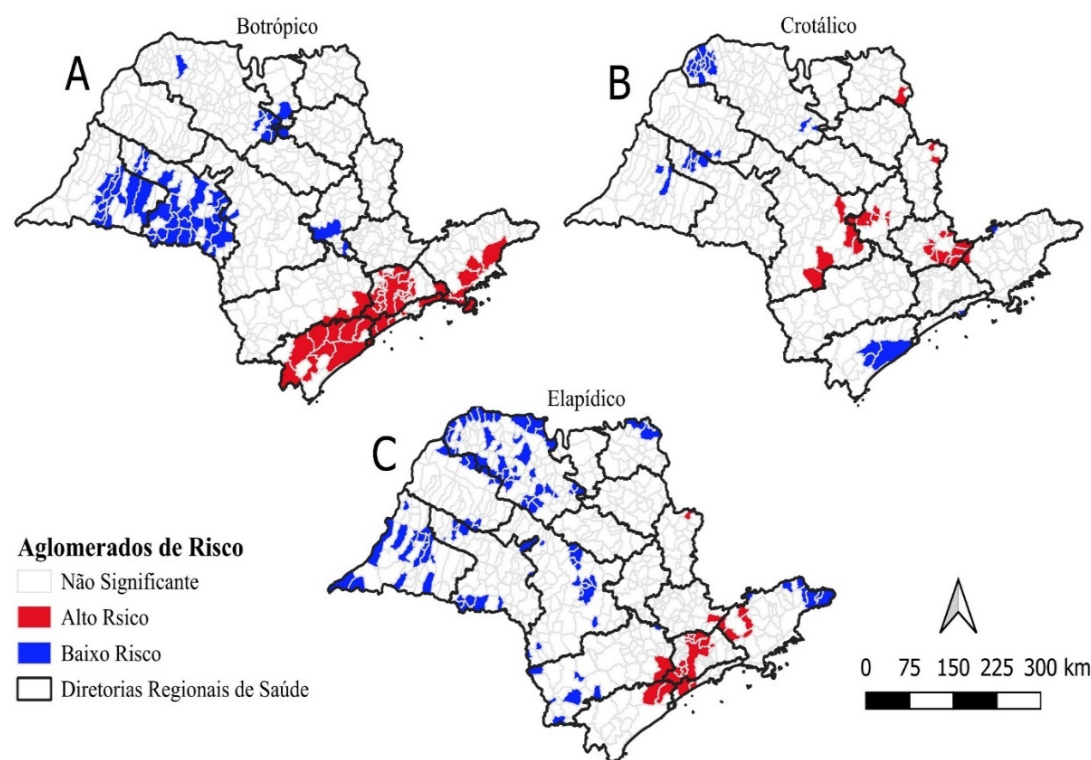 Botrópico
A
Crotálico
B
Elapídico
C
Aglomerados de Risco
Não Significante
Alto Rsico
Baixo Risco
Diretorias Regionais de Saúde
0 75 150 225 300 km